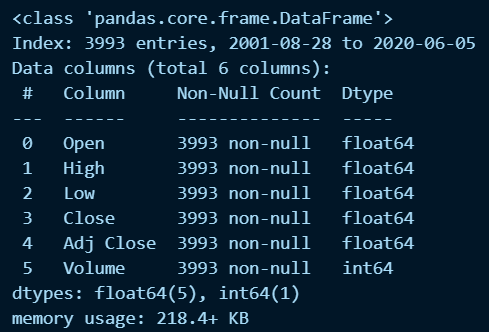 <class 'pandas.core.frame.DataFrame'>
Index: 3993 entries, 2001-08-28 to 2020-06-05
Data columns (total 6 columns):
 #   Column     Non-Null Count  Dtype
---  ------     --------------  -----
 0   Open       3993 non-null   float64
 1   High       3993 non-null   float64
 2   Low        3993 non-null   float64
 3   Close      3993 non-null   float64
 4   Adj Close  3993 non-null   float64
 5   Volume     3993 non-null   int64
dtypes: float64(5), int64(1)
memory usage: 218.4+ KB